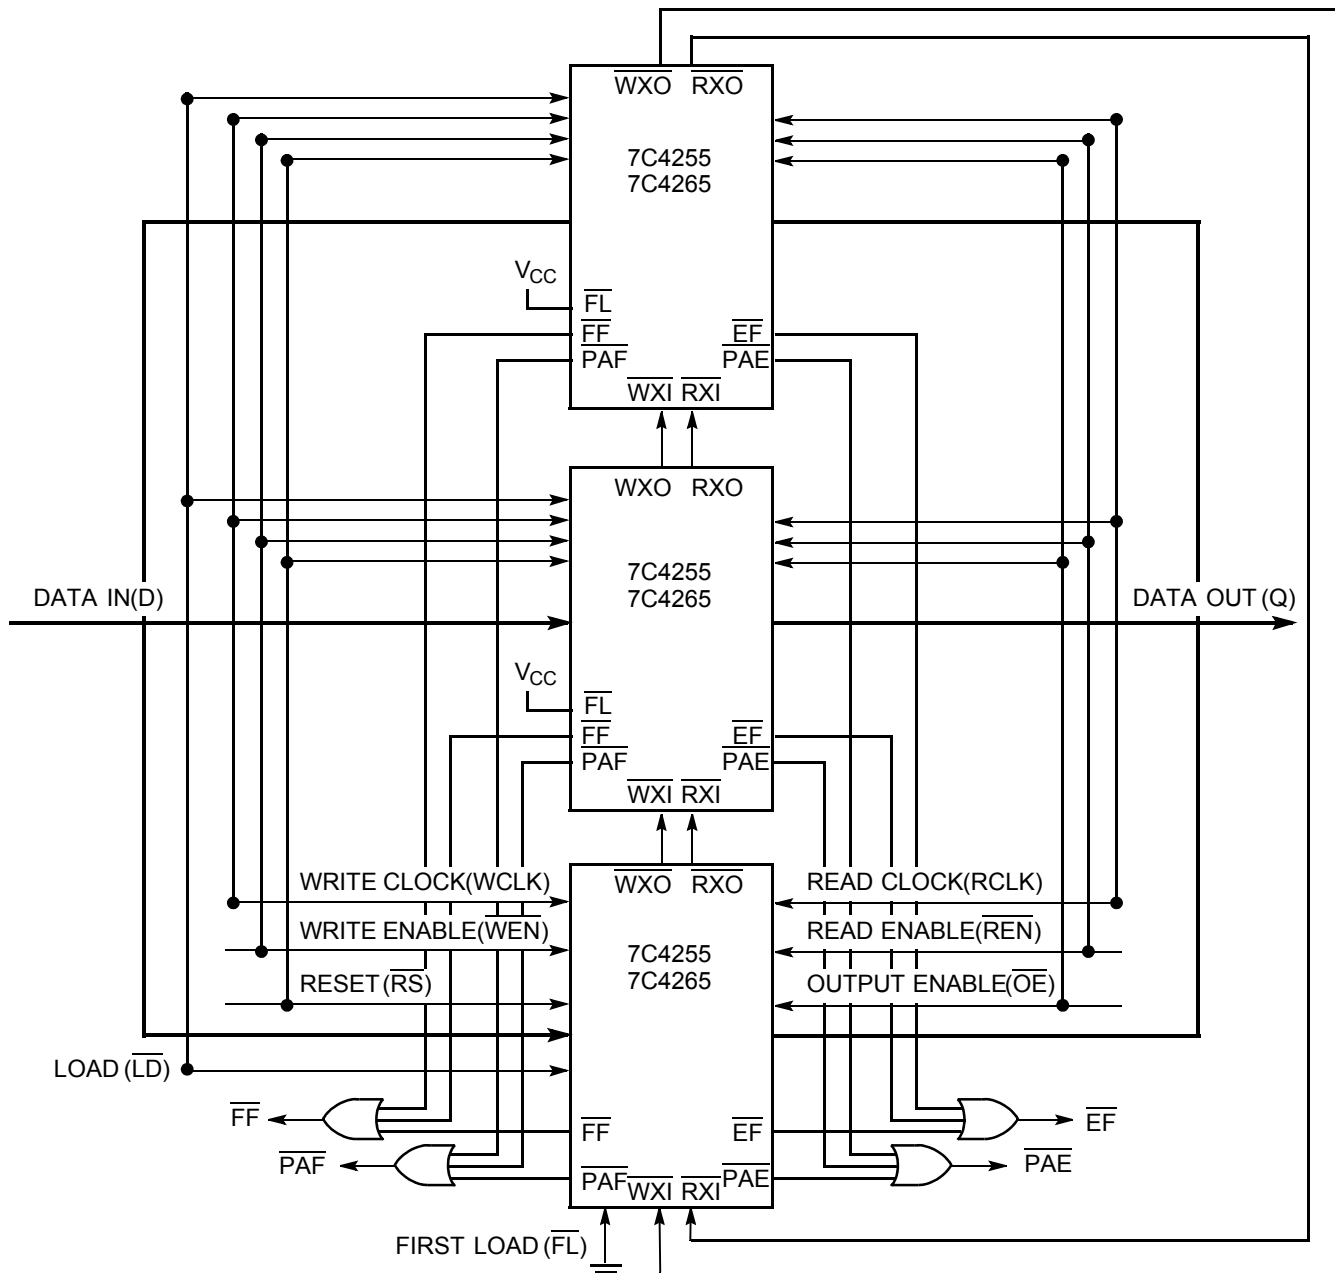 WXO RXO
7C4255
7C4265
VCC
FL
FF EF
PAF PAE
WXI RXI
WXO RXO
7C4255
7C4265
DATA IN(D) DATA OUT (Q)
VCC
FL
FF EF
PAF PAE
WXI RXI
WXO RXO
WRITE CLOCK(WCLK) READ CLOCK(RCLK)
WRITE ENABLE(WEN) READ ENABLE(REN)
7C4255
7C4265
RESET (RS) OUTPUT ENABLE(OE)
LOAD (LD)
FF FF EF EF
PAF PAF WXI RXI PAE PAE
FIRST LOAD (FL)